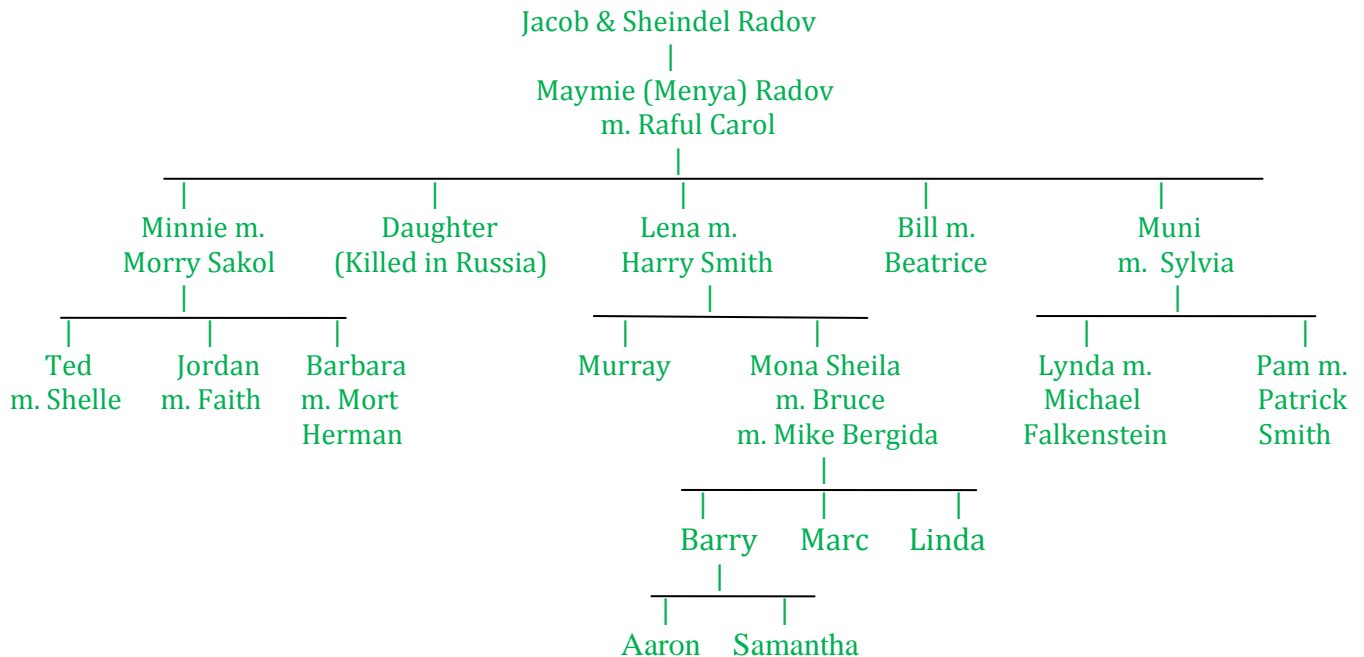 Jacob & Sheindel Radov
Maymie (Menya) Radov
m. Raful Carol
Minnie m.
Morry Sakol
Daughter
(Killed in Russia)
Lena m.
Harry Smith
Bill m.
Beatrice
Muni
m. Sylvia
Ted
m. Shelle
Jordan
m. Faith
Barbara
m. Mort
Herman
Murray
Mona Sheila
m. Bruce
m. Mike Bergida
Lynda m.
Michael
Falkenstein
Pam m.
Patrick
Smith
Barry
Marc
Linda
Aaron
Samantha